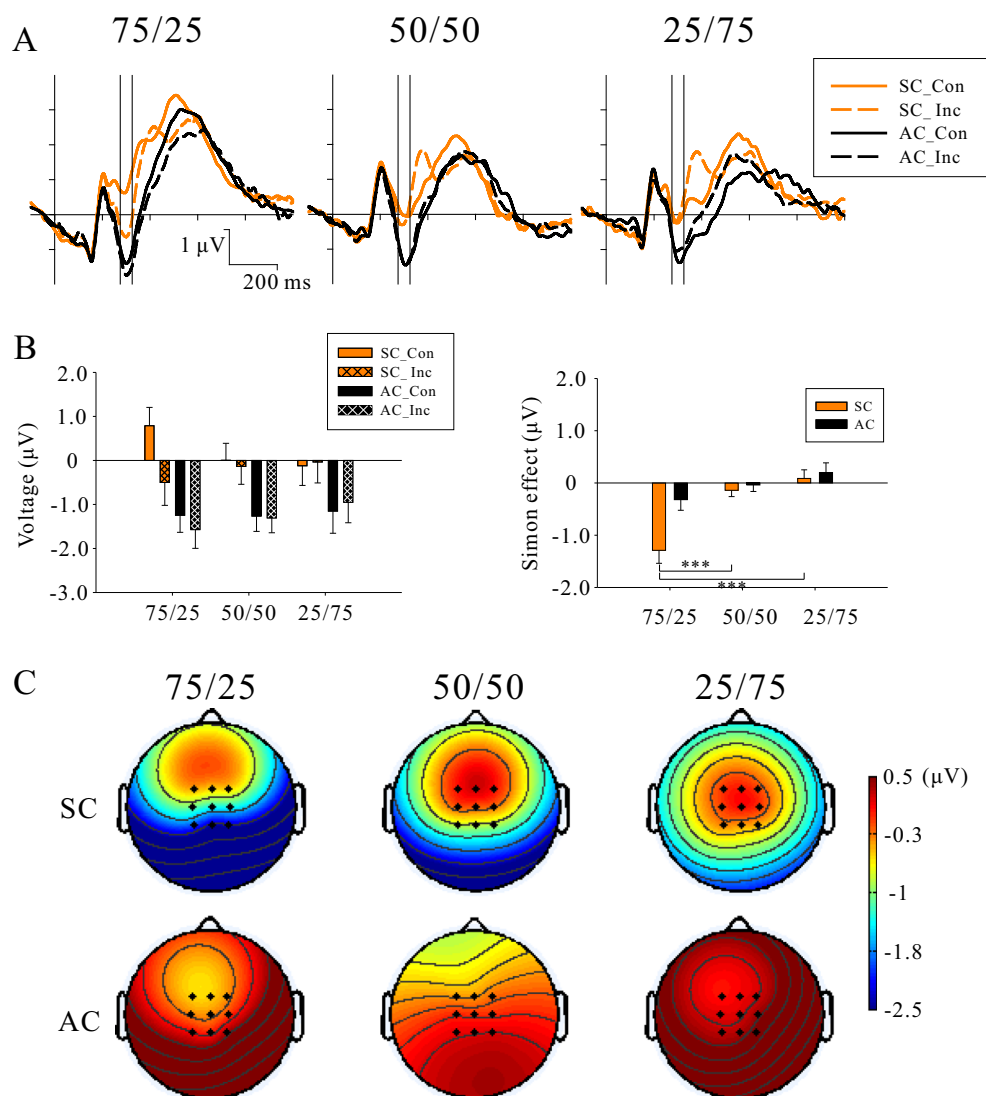 A
75/25
50/50
25/75
SC_Con
SC_Inc
AC_Con
AC_Inc
1 μV
200 ms
B
SC_Con
SC_Inc
AC_Con
AC_Inc
Voltage (μV)
2.0
1.0
0
-1.0
-2.0
-3.0
75/25
50/50
25/75
SC
AC
Simon effect (μV)
2.0
1.0
0
-1.0
-2.0
***
***
75/25
50/50
25/75
C
75/25
50/50
25/75
SC
AC
0.5 (μV)
-0.3
-1
-1.8
-2.5